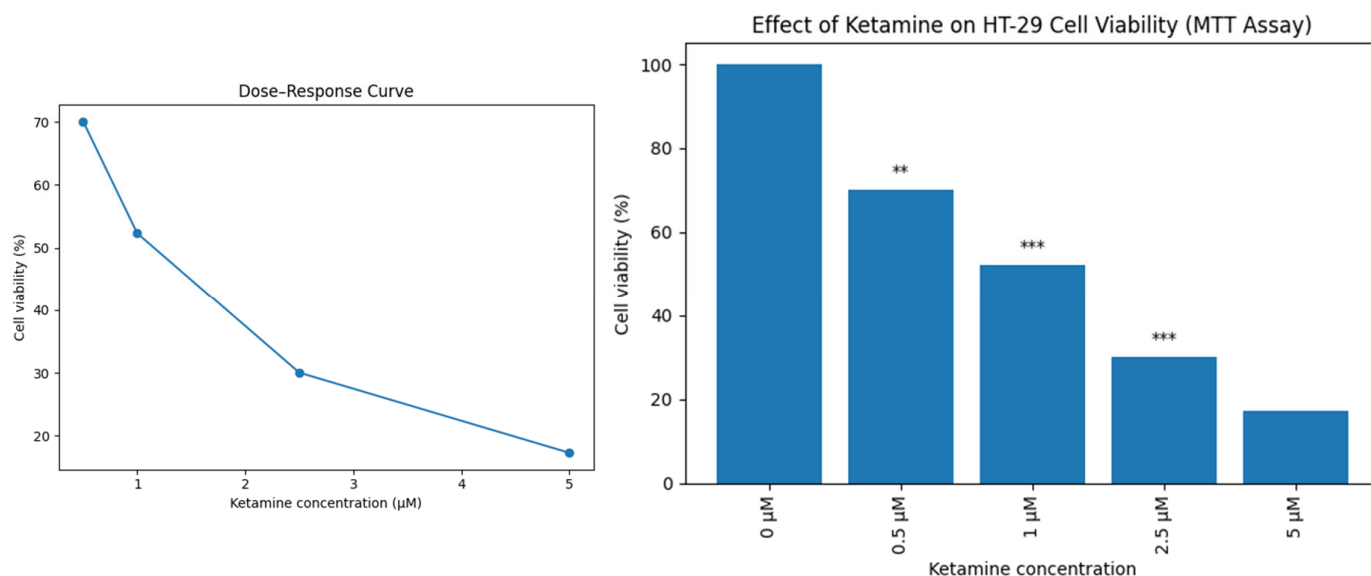 Dose–Response Curve
70
60
50
40
30
20
Cell viability (%)
1 2 3 4 5
Ketamine concentration (μM)
Effect of Ketamine on HT-29 Cell Viability (MTT Assay)
100
80
60
40
20
0
Cell viability (%)
**
***
***
0 μM
0.5 μM
1 μM
2.5 μM
5 μM
Ketamine concentration